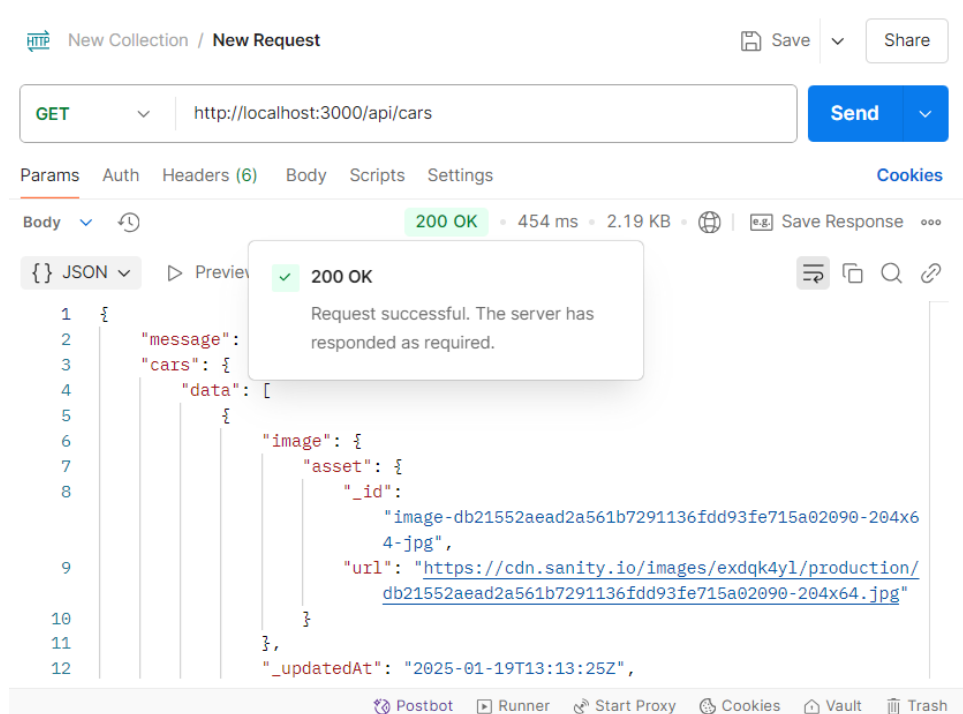 HTTP New Collection / New Request Save Share
GET http://localhost:3000/api/cars Send
Params Auth Headers (6) Body Scripts Settings Cookies
Body 200 OK 454 ms 2.19 KB e.g. Save Response
{} JSON Preview
200 OK
Request successful. The server has
responded as required.
1 {
2 "message":
3 "cars": {
4 "data": [
5 {
6 "image": {
7 "asset": {
8 "_id":
"image-db21552aead2a561b7291136fdd93fe715a02090-204x6
4-jpg",
9 "url": "https://cdn.sanity.io/images/exdqk4yl/production/
db21552aead2a561b7291136fdd93fe715a02090-204x64.jpg"
10 }
11 },
12 "_updatedAt": "2025-01-19T13:13:25Z",
Postbot Runner Start Proxy Cookies Vault Trash